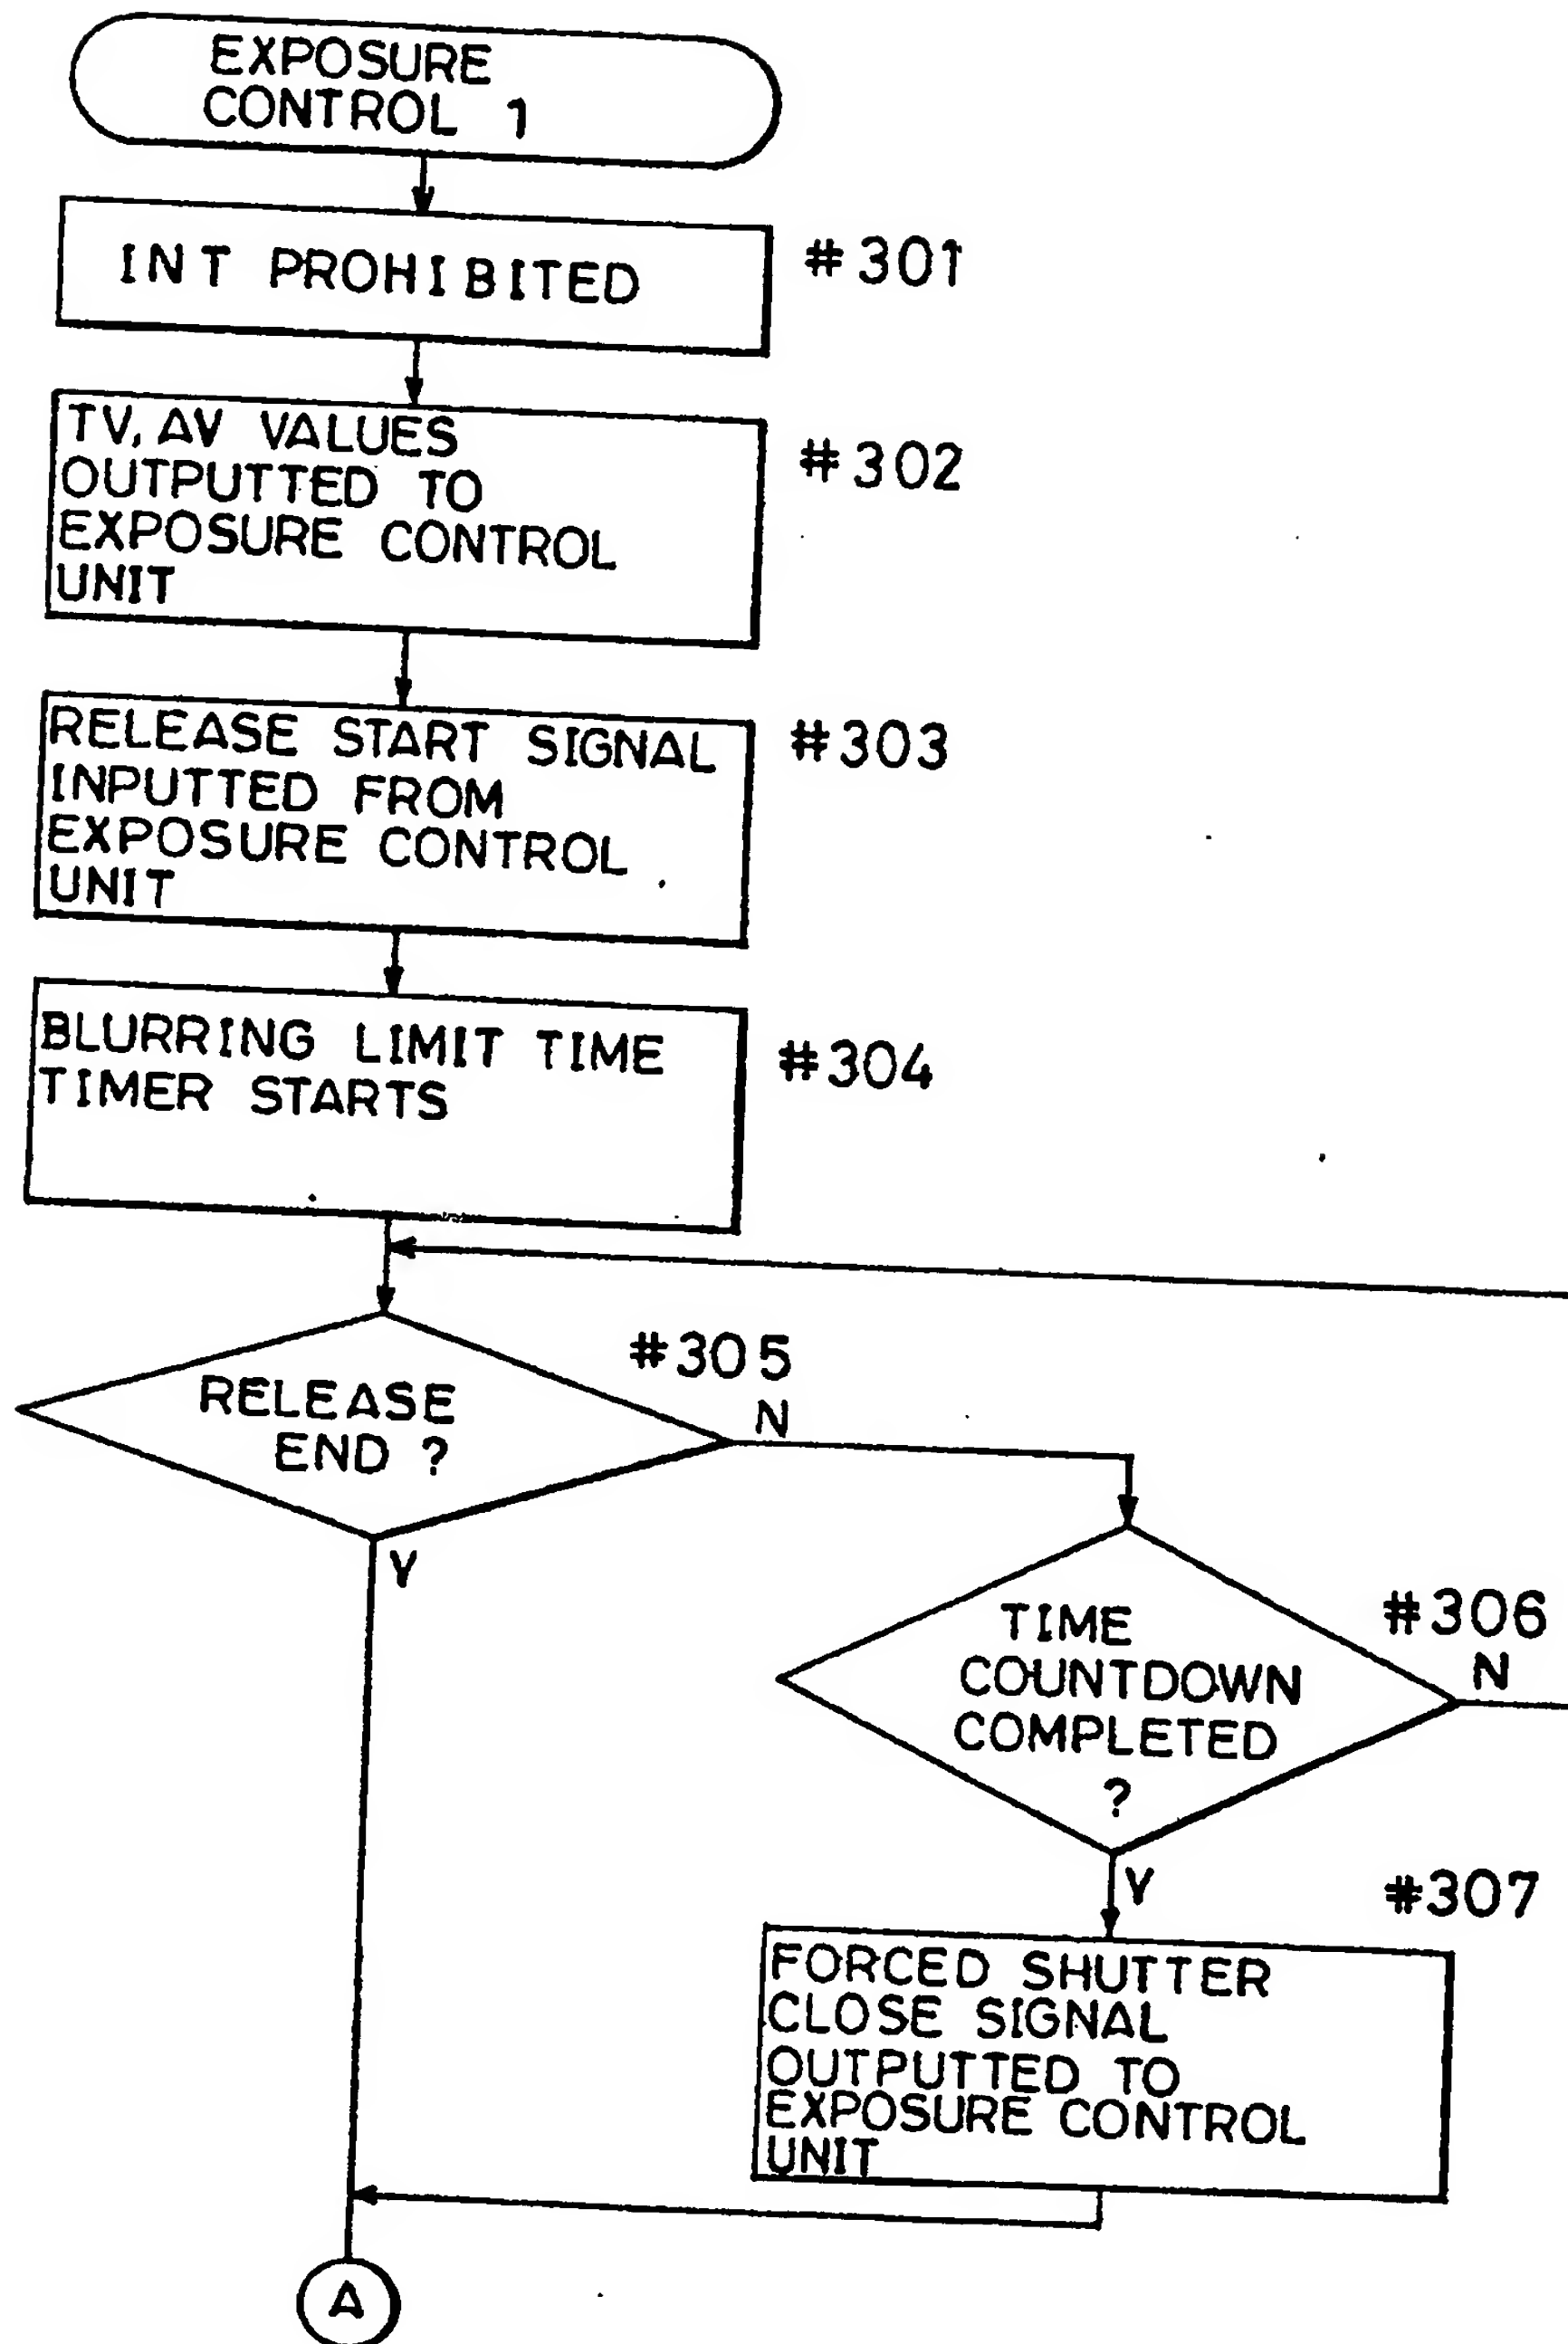 EXPOSURE
CONTROL 1
INT PROHIBITED
#301
TV, AV VALUES
OUTPUTTED TO
EXPOSURE CONTROL
UNIT
#302
RELEASE START SIGNAL
INPUTTED FROM
EXPOSURE CONTROL
UNIT
#303
BLURRING LIMIT TIME
TIMER STARTS
#304
RELEASE
END ?
#305
N
Y
TIME
COUNTDOWN
COMPLETED
?
#306
N
Y
#307
FORCED SHUTTER
CLOSE SIGNAL
OUTPUTTED TO
EXPOSURE CONTROL
UNIT
A